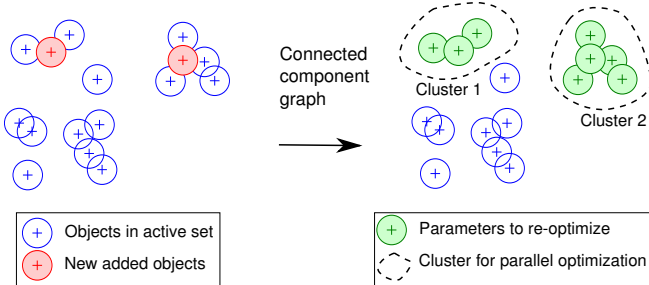 Connected
component
graph
Cluster 1
Cluster 2
Objects in active set
New added objects
Parameters to re-optimize
Cluster for parallel optimization